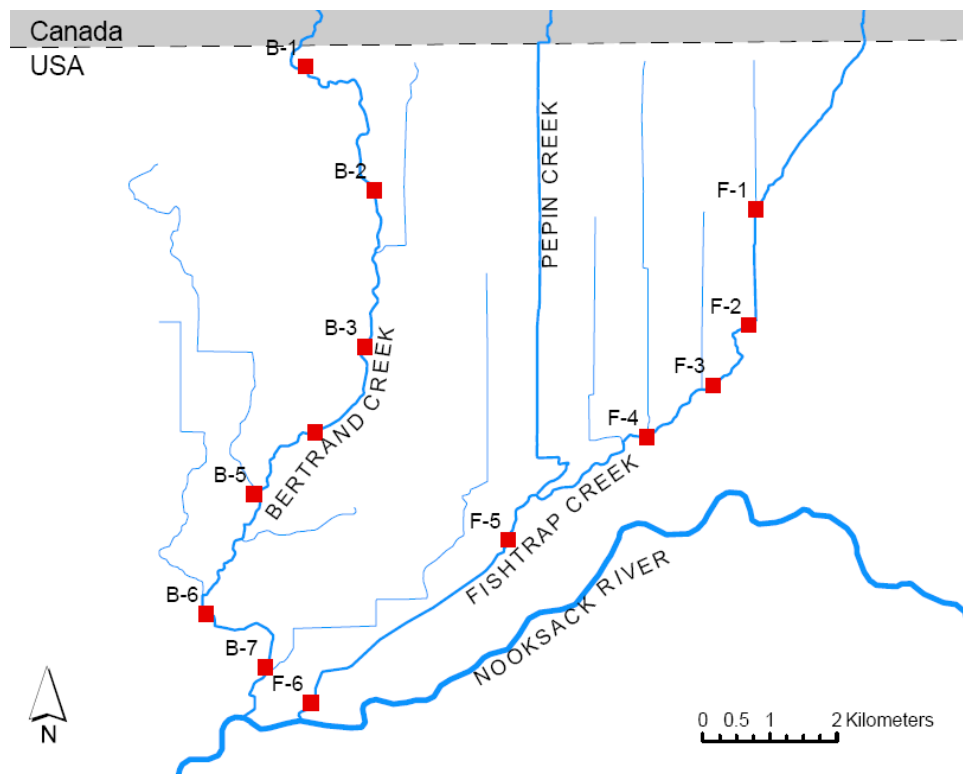 Canada
USA
B-1
B-2
PEPIN CREEK
F-1
F-2
B-3
F-3
BERTRAND CREEK
F-4
B-5
F-5
FISHTRAP CREEK
B-6
NOOKSACK RIVER
B-7
F-6
N
0 0.5 1 2 Kilometers